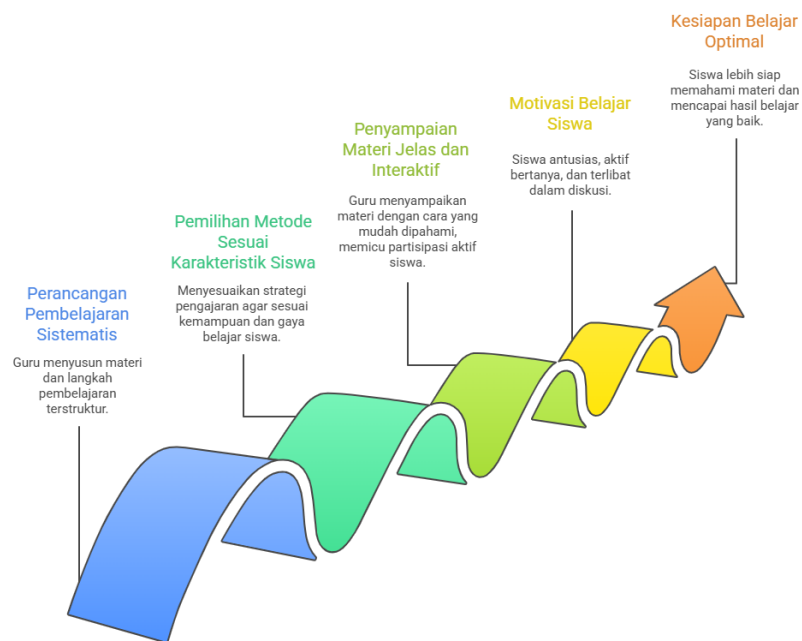 Perancangan
Pembelajaran
Sistematis
Guru menyusun materi
dan langkah
pembelajaran
terstruktur.
Pemilihan Metode
Sesuai
Karakteristik Siswa
Menyesuaikan strategi
pengajaran agar sesuai
kemampuan dan gaya
belajar siswa.
Penyampaian
Materi Jelas dan
Interaktif
Guru menyampaikan
materi dengan cara yang
mudah dipahami,
memicu partisipasi aktif
siswa.
Motivasi Belajar
Siswa
Siswa antusias, aktif
bertanya, dan terlibat
dalam diskusi.
Kesiapan Belajar
Optimal
Siswa lebih siap
memahami materi dan
mencapai hasil belajar
yang baik.